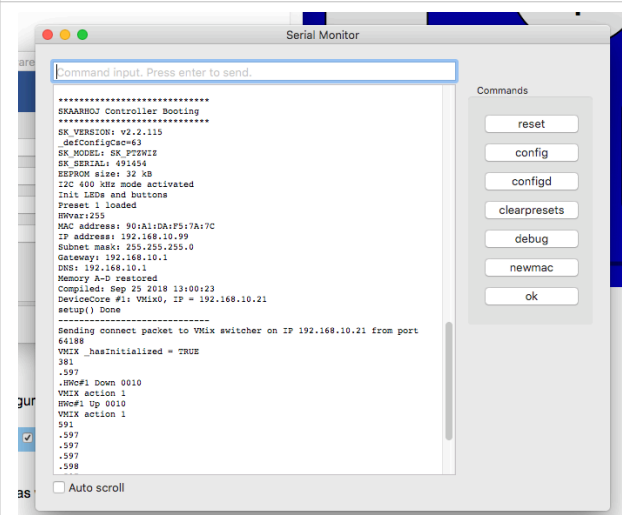 Serial Monitor
Command input. Press enter to send.
****************************
SKAARHOJ Controller Booting
****************************
SK_VERSION: v2.2.115
_defConfigCsc=63
SK_MODEL: SK_PTZWIZ
SK_SERIAL: 491454
EEPROM size: 32 kB
I2C 400 kHz mode activated
Init LEDs and buttons
Preset 1 loaded
HWvar:255
MAC address: 90:A1:DA:F5:7A:7C
IP address: 192.168.10.99
Subnet mask: 255.255.255.0
Gateway: 192.168.10.1
DNS: 192.168.10.1
Memory A-D restored
Compiled: Sep 25 2018 13:00:23
DeviceCore #1: VMix0, IP = 192.168.10.21
setup() Done
----------------------------
Sending connect packet to VMix switcher on IP 192.168.10.21 from port
64188
VMIX _hasInitialized = TRUE
381
.597
.HWc#1 Down 0010
VMIX action 1
HWc#1 Up 0010
VMIX action 1
591
.597
.597
.597
.598
Auto scroll
Commands
reset
config
configd
clearpresets
debug
newmac
ok
gur
as